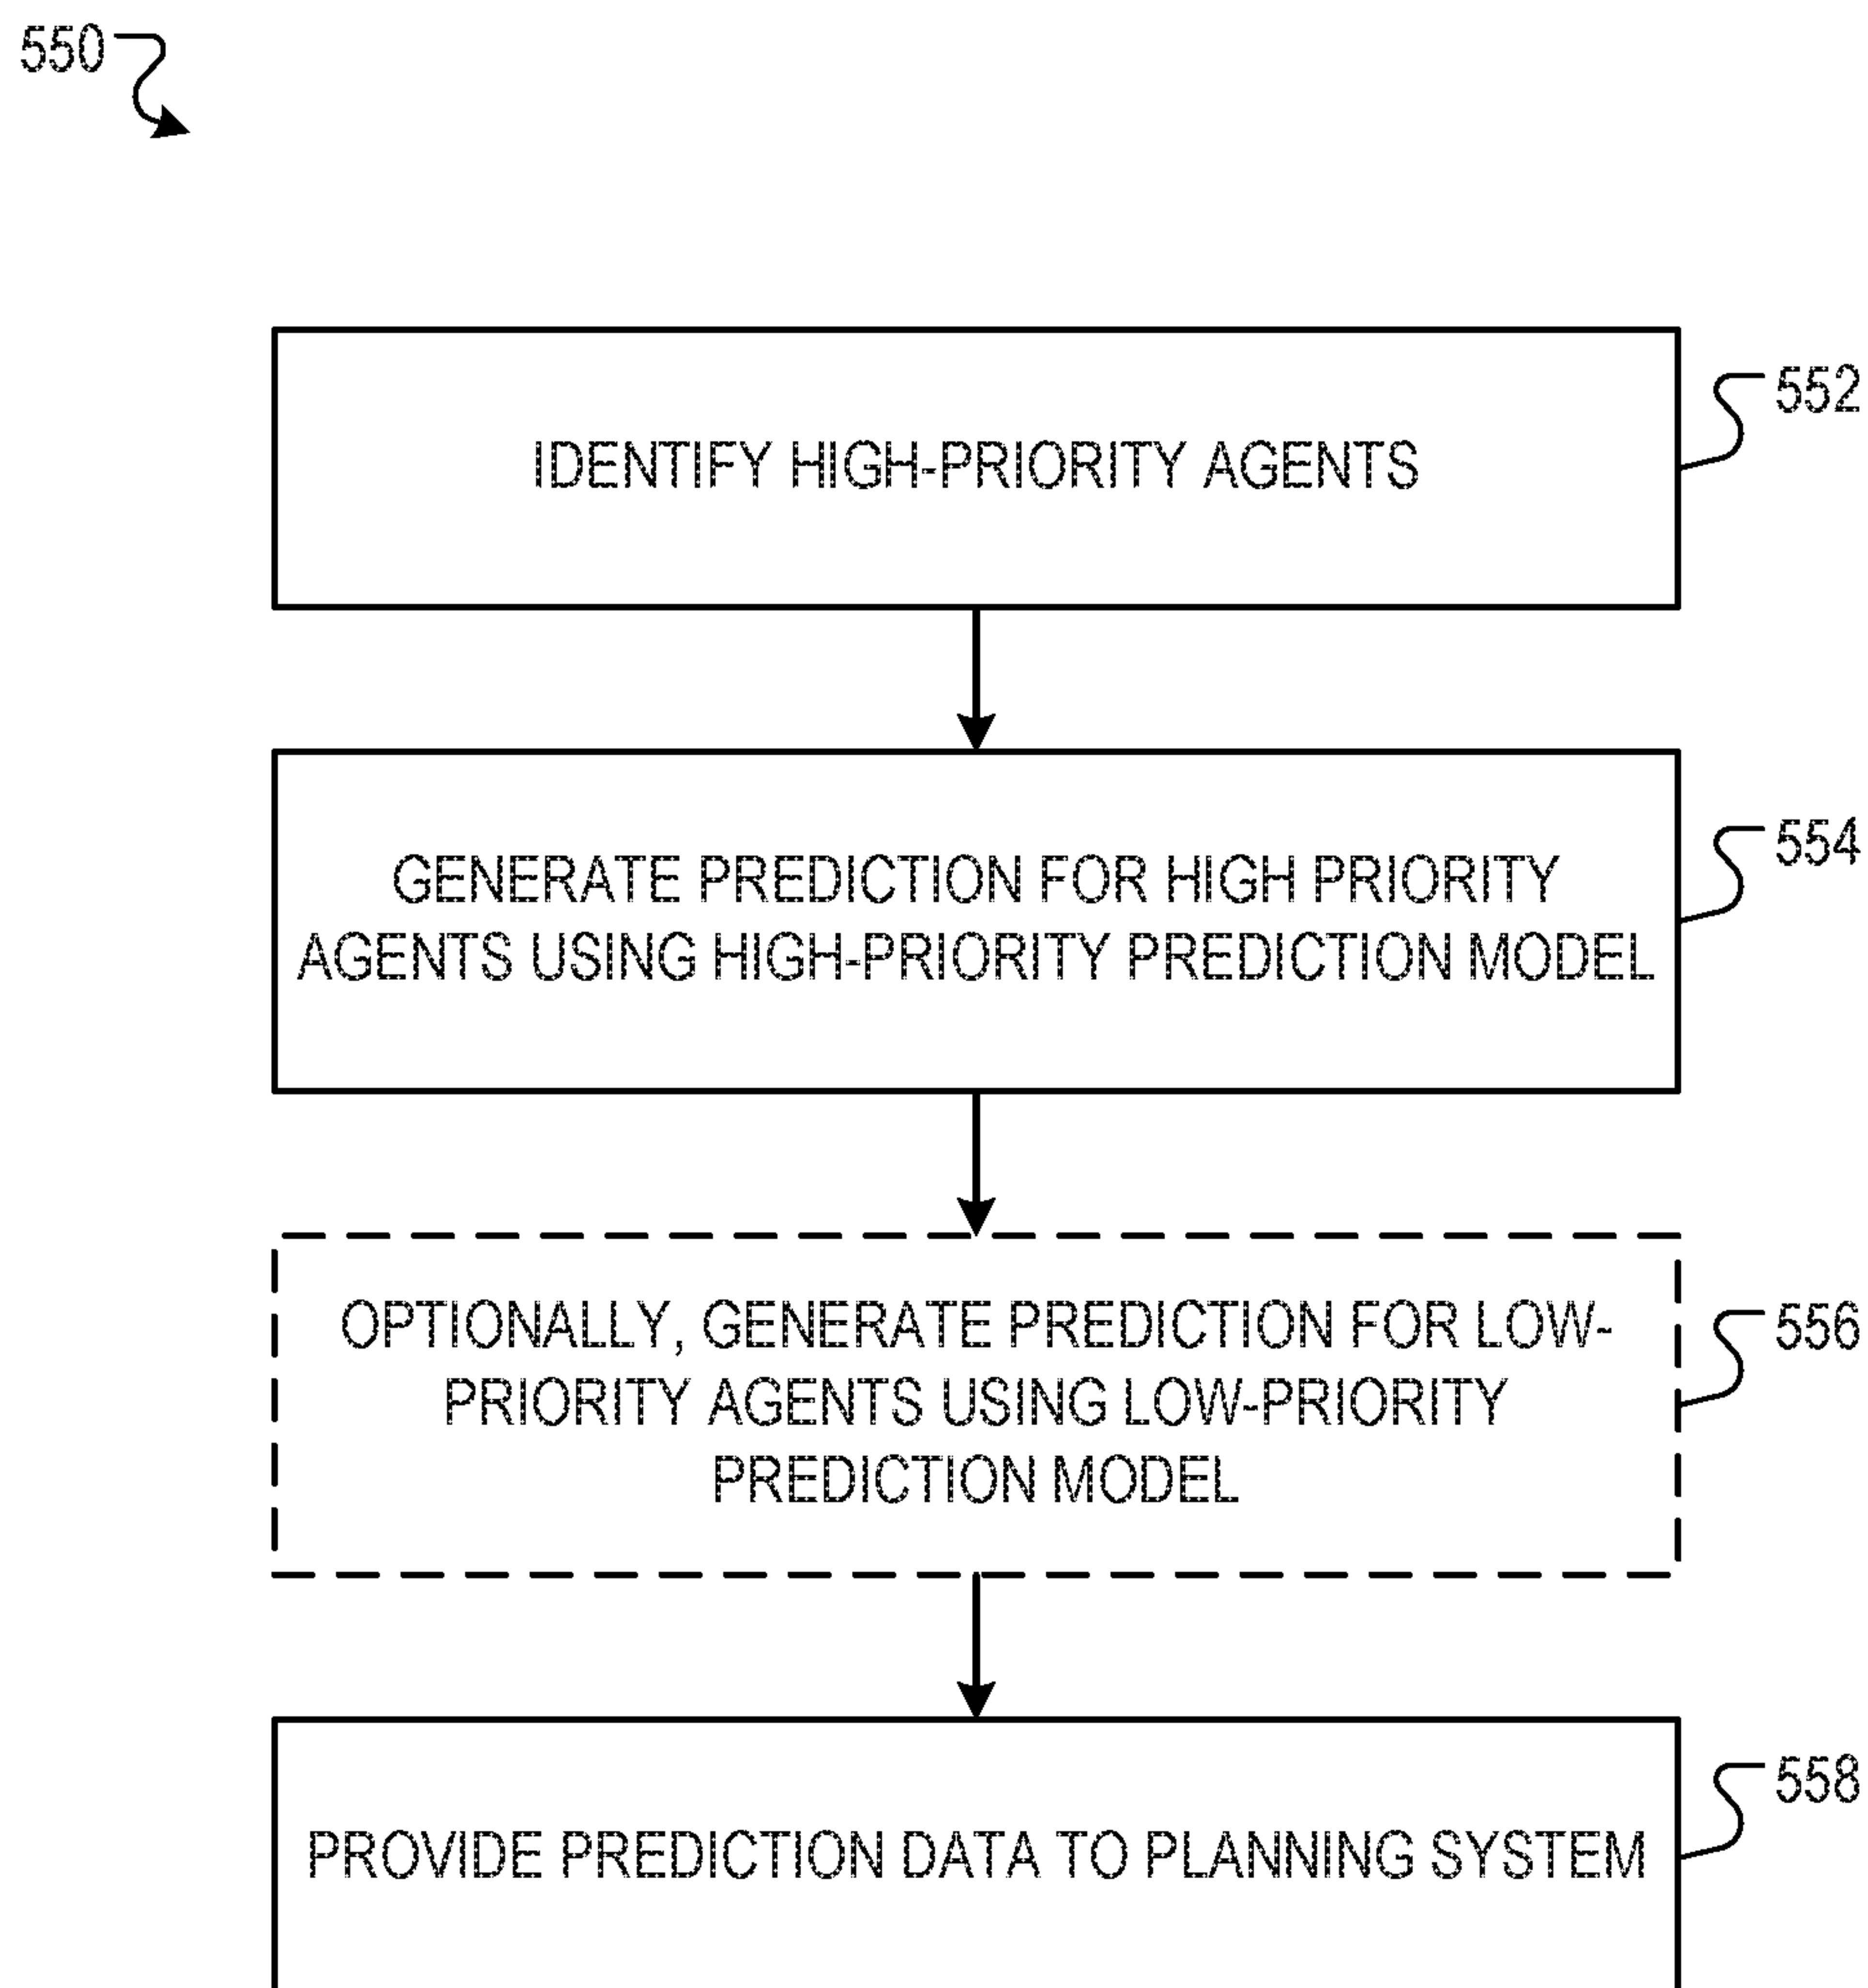 550
IDENTIFY HIGH-PRIORITY AGENTS
552
GENERATE PREDICTION FOR HIGH PRIORITY
AGENTS USING HIGH-PRIORITY PREDICTION MODEL
554
OPTIONALLY, GENERATE PREDICTION FOR LOW-
PRIORITY AGENTS USING LOW-PRIORITY
PREDICTION MODEL
556
PROVIDE PREDICTION DATA TO PLANNING SYSTEM
558